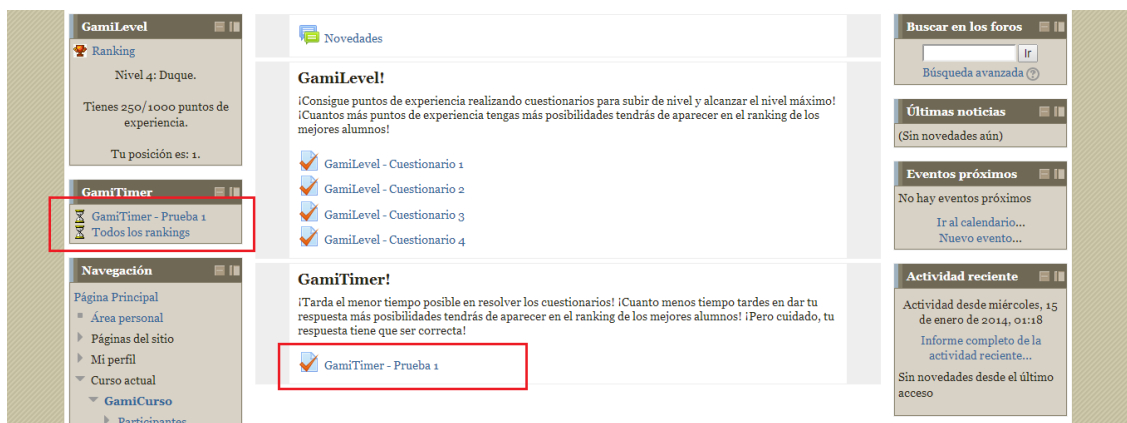 GamiLevel
Ranking
Nivel 4: Duque.
Tienes 250/1000 puntos de
experiencia.
Tu posición es: 1.
GamiTimer
GamiTimer - Prueba 1
Todos los rankings
Navegación
Página Principal
Área personal
Páginas del sitio
Mi perfil
Curso actual
GamiCurso
Participantes
Novedades
GamiLevel!
¡Consigue puntos de experiencia realizando cuestionarios para subir de nivel y alcanzar el nivel máximo!
¡Cuantos más puntos de experiencia tengas más posibilidades tendrás de aparecer en el ranking de los
mejores alumnos!
GamiLevel - Cuestionario 1
GamiLevel - Cuestionario 2
GamiLevel - Cuestionario 3
GamiLevel - Cuestionario 4
GamiTimer!
¡Tarda el menor tiempo posible en resolver los cuestionarios! ¡Cuanto menos tiempo tardes en dar tu
respuesta más posibilidades tendrás de aparecer en el ranking de los mejores alumnos! ¡Pero cuidado, tu
respuesta tiene que ser correcta!
GamiTimer - Prueba 1
Buscar en los foros
Ir
Búsqueda avanzada ?
Últimas noticias
(Sin novedades aún)
Eventos próximos
No hay eventos próximos
Ir al calendario...
Nuevo evento...
Actividad reciente
Actividad desde miércoles, 15
de enero de 2014, 01:18
Informe completo de la
actividad reciente...
Sin novedades desde el último
acceso